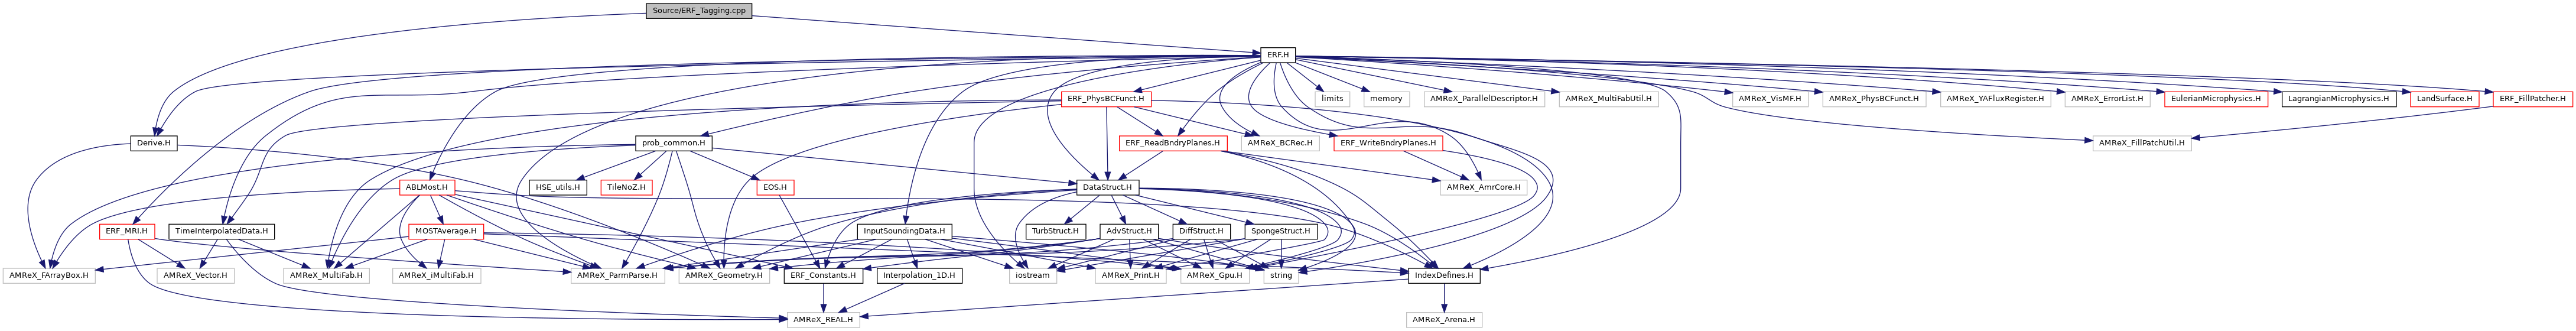 Source/ERF_Tagging.cpp
ERF.H
ERF_PhysBCFunct.H
limits
memory
AMReX_ParallelDescriptor.H
AMReX_MultiFabUtil.H
AMReX_VisMF.H
AMReX_PhysBCFunct.H
AMReX_YAFluxRegister.H
AMReX_ErrorList.H
EulerianMicrophysics.H
LagrangianMicrophysics.H
LandSurface.H
ERF_FillPatcher.H
Derive.H
prob_common.H
ERF_ReadBndryPlanes.H
AMReX_BCRec.H
ERF_WriteBndryPlanes.H
AMReX_FillPatchUtil.H
ABLMost.H
HSE_utils.H
TileNoZ.H
EOS.H
DataStruct.H
AMReX_AmrCore.H
ERF_MRI.H
TimeInterpolatedData.H
MOSTAverage.H
InputSoundingData.H
TurbStruct.H
AdvStruct.H
DiffStruct.H
SpongeStruct.H
AMReX_FArrayBox.H
AMReX_Vector.H
AMReX_MultiFab.H
AMReX_iMultiFab.H
AMReX_ParmParse.H
AMReX_Geometry.H
ERF_Constants.H
Interpolation_1D.H
iostream
AMReX_Print.H
AMReX_Gpu.H
string
IndexDefines.H
AMReX_REAL.H
AMReX_Arena.H